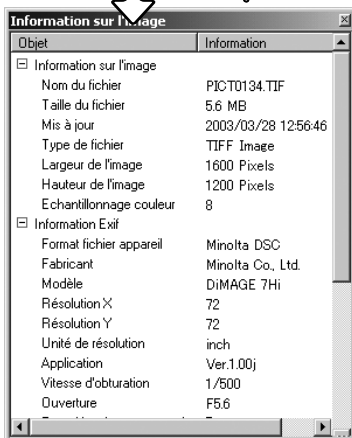 Information sur l'image
Objet Information
Information sur l'image
Nom du fichier PICT0134.TIF
Taille du fichier 5.6 MB
Mis à jour 2003/03/28 12:56:46
Type de fichier TIFF Image
Largeur de l'image 1600 Pixels
Hauteur de l'image 1200 Pixels
Echantillonnage couleur 8
Information Exif
Format fichier appareil Minolta DSC
Fabricant Minolta Co., Ltd.
Modèle DiMAGE 7Hi
Résolution X 72
Résolution Y 72
Unité de résolution inch
Application Ver.1.00j
Vitesse d'obturation 1/500
Ouverture F5.6